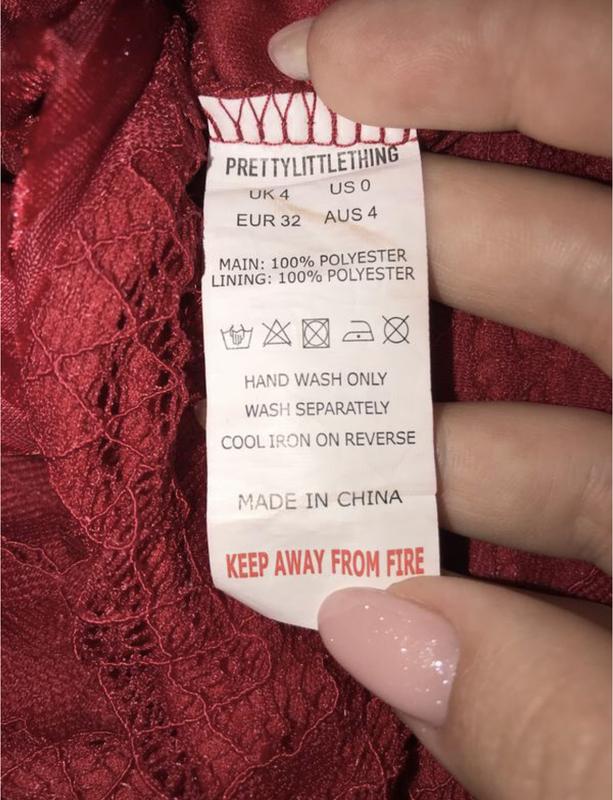 PRETTYLITTLETHING
UK 4 US 0
EUR 32 AUS 4
MAIN: 100% POLYESTER
LINING: 100% POLYESTER
HAND WASH ONLY
WASH SEPARATELY
COOL IRON ON REVERSE
MADE IN CHINA
KEEP AWAY FROM FIRE